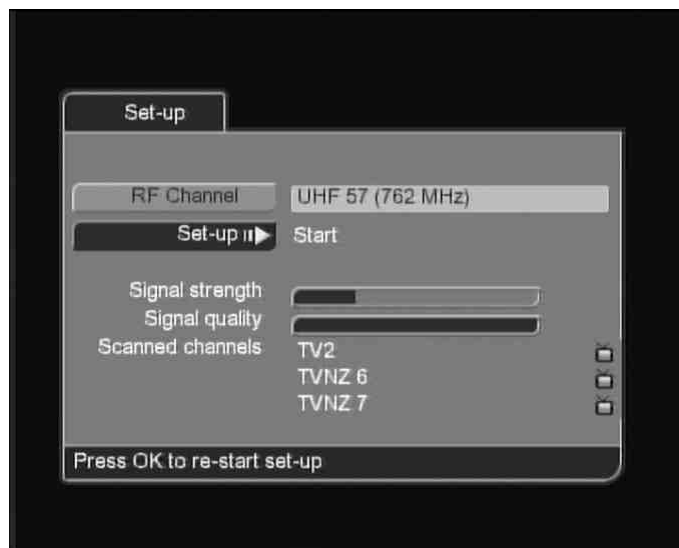 Set-up
RF Channel UHF 57 (762 MHz)
Set-up Start
Signal strength
Signal quality
Scanned channels TV2
TVNZ 6
TVNZ 7
Press OK to re-start set-up